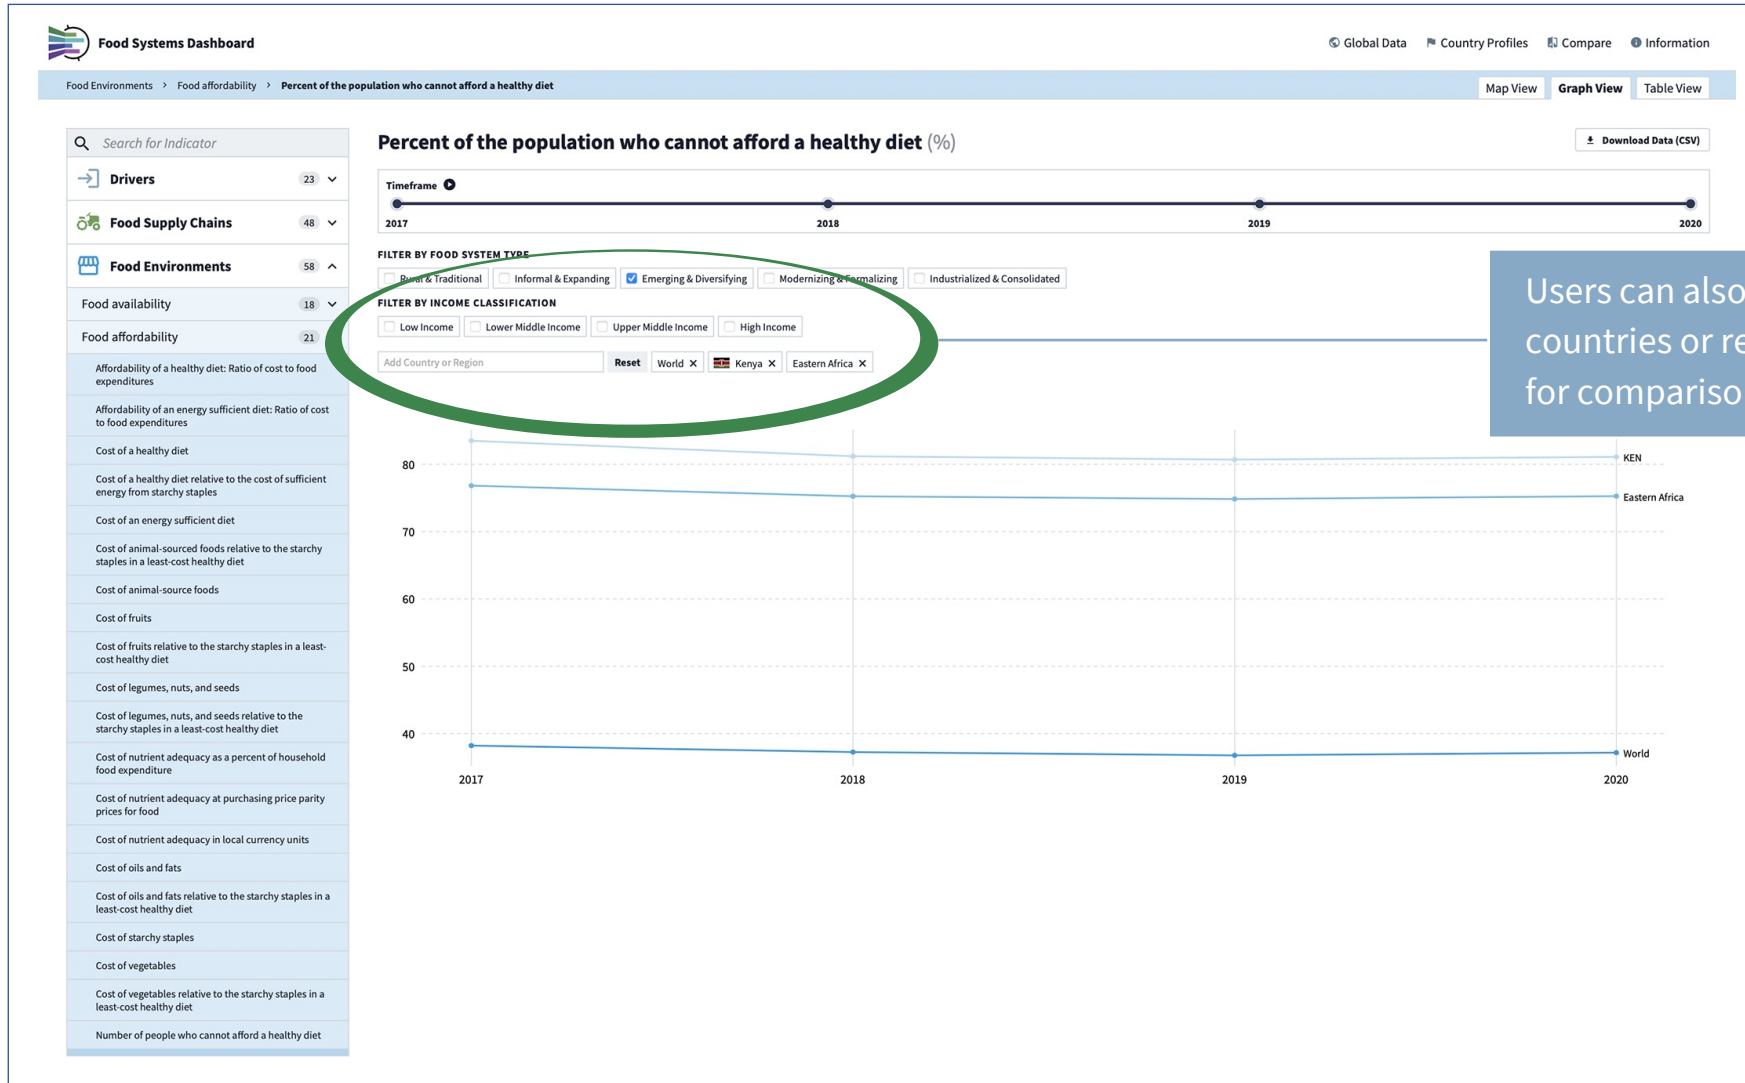 Food Systems Dashboard
Global Data
Country Profiles
Compare
Information
Food Environments > Food affordability > Percent of the population who cannot afford a healthy diet
Map View
Graph View
Table View
Search for Indicator
Drivers 23
Food Supply Chains 48
Food Environments 58
Food availability 18
Food affordability 21
Affordability of a healthy diet: Ratio of cost to food
expenditures
Affordability of an energy sufficient diet: Ratio of cost
to food expenditures
Cost of a healthy diet
Cost of a healthy diet relative to the cost of sufficient
energy from starchy staples
Cost of an energy sufficient diet
Cost of animal-sourced foods relative to the starchy
staples in a least-cost healthy diet
Cost of animal-source foods
Cost of fruits
Cost of fruits relative to the starchy staples in a least-
cost healthy diet
Cost of legumes, nuts, and seeds
Cost of legumes, nuts, and seeds relative to the
starchy staples in a least-cost healthy diet
Cost of nutrient adequacy as a percent of household
food expenditure
Cost of nutrient adequacy at purchasing price parity
prices for food
Cost of nutrient adequacy in local currency units
Cost of oils and fats
Cost of oils and fats relative to the starchy staples in a
least-cost healthy diet
Cost of starchy staples
Cost of vegetables
Cost of vegetables relative to the starchy staples in a
least-cost healthy diet
Number of people who cannot afford a healthy diet
Percent of the population who cannot afford a healthy diet (%)
Download Data (CSV)
Timeframe
2017 2018 2019 2020
FILTER BY FOOD SYSTEM TYPE
Rural & Traditional
Informal & Expanding
Emerging & Diversifying
Modernizing & Formalizing
Industrialized & Consolidated
FILTER BY INCOME CLASSIFICATION
Low Income
Lower Middle Income
Upper Middle Income
High Income
Add Country or Region
Reset
World ×
Kenya ×
Eastern Africa ×
Users can also
countries or re
for compariso
80
70
60
50
40
KEN
Eastern Africa
World
2017 2018 2019 2020